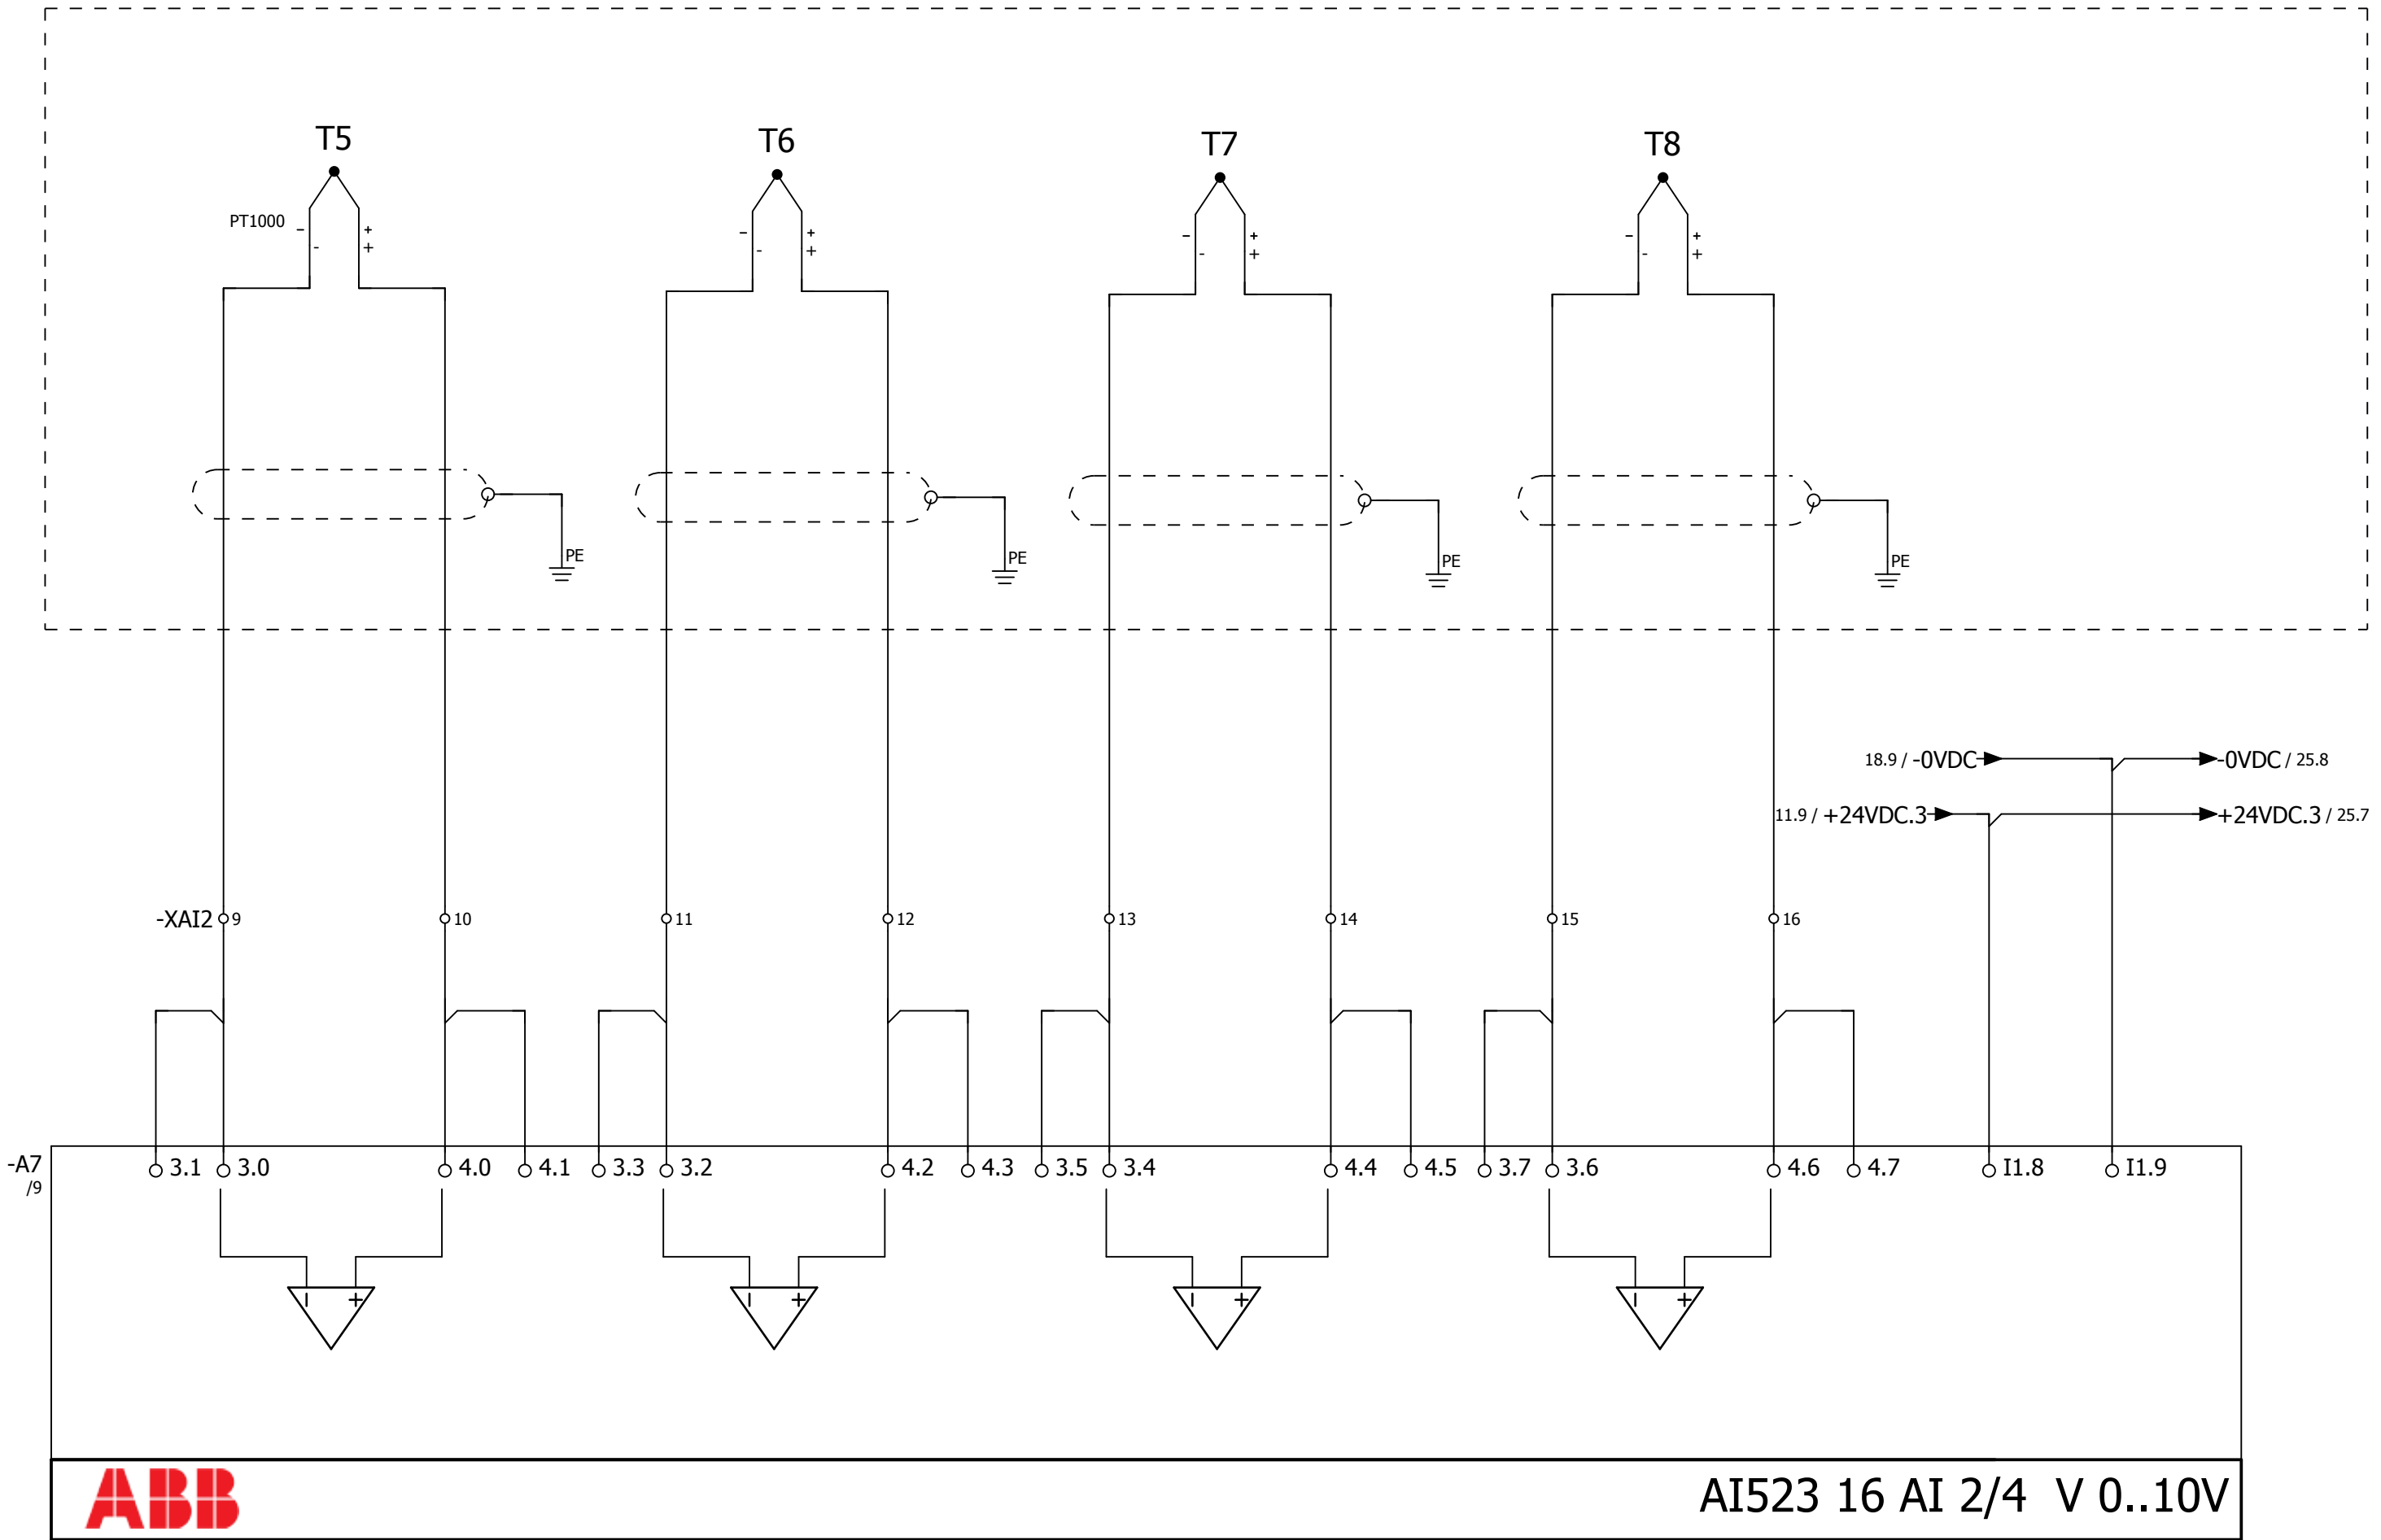 T5 T6 T7 T8
PT1000 - + - + - + - +
- + - + - + - +
PE PE PE PE
18.9 / -0VDC -0VDC / 25.8
11.9 / +24VDC.3 +24VDC.3 / 25.7
-XAI2 9 10 11 12 13 14 15 16
-A7 3.1 3.0 4.0 4.1 3.3 3.2 4.2 4.3 3.5 3.4 4.4 4.5 3.7 3.6 4.6 4.7 I1.8 I1.9
/9
- + - + - + - +
ABB AI523 16 AI 2/4 V 0..10V